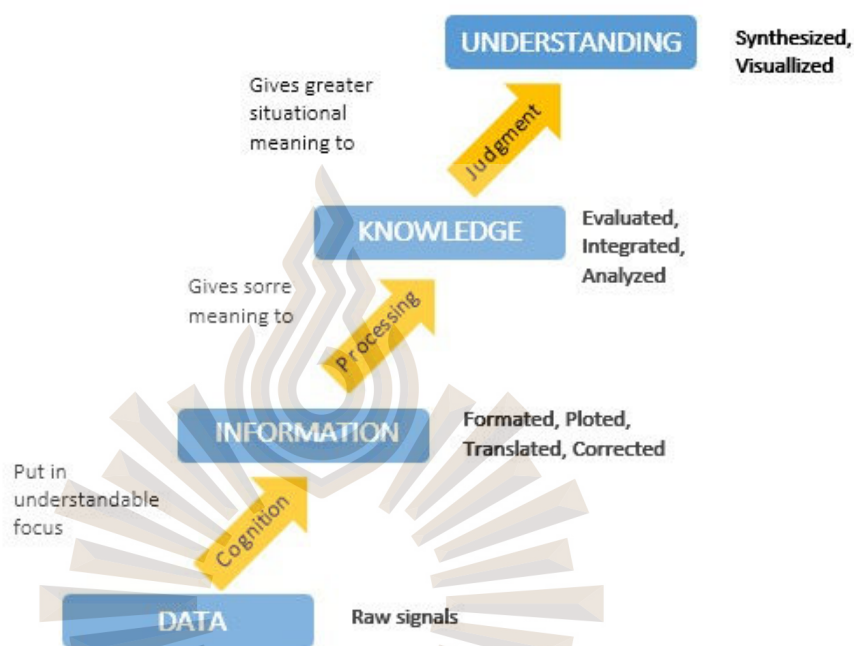 UNDERSTANDING
Synthesized,
Visuallized
Gives greater
situational
meaning to
Judgment
KNOWLEDGE
Evaluated,
Integrated,
Analyzed
Gives sorre
meaning to
Processing
INFORMATION
Formated, Ploted,
Translated, Corrected
Put in
understandable
focus
Cognition
DATA
Raw signals